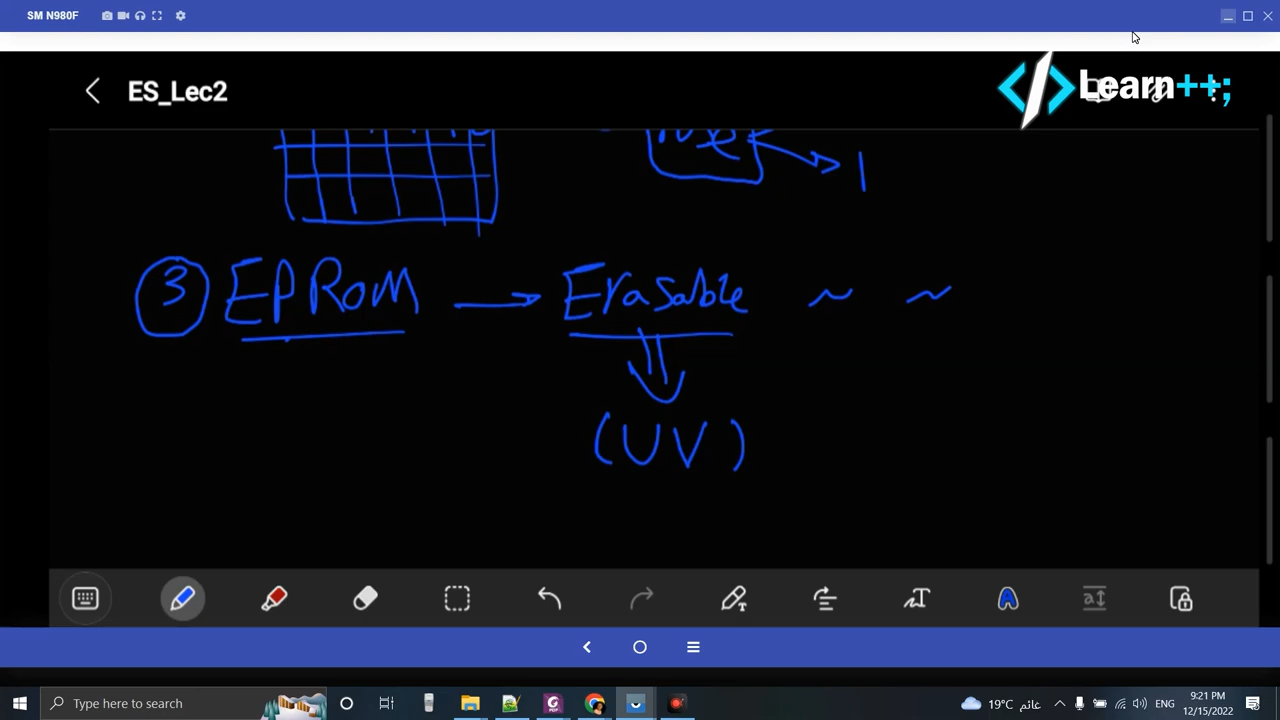 SM N980F
ES_Lec2
</> Learn++;
1
3 EPROM → Erasable ~ ~
(UV)
Type here to search
19°C غائم
ENG
9:21 PM
12/15/2022